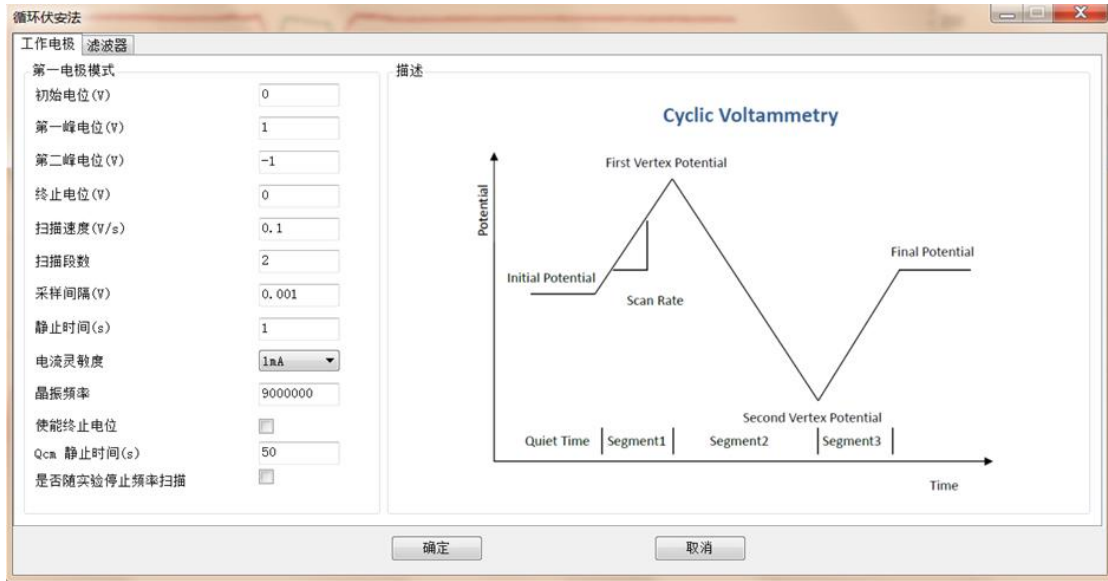 循环伏安法
工作电极 滤波器
第一电极模式
初始电位(V) 0
第一峰电位(V) 1
第二峰电位(V) -1
终止电位(V) 0
扫描速度(V/s) 0.1
扫描段数 2
采样间隔(V) 0.001
静止时间(s) 1
电流灵敏度 1mA
晶振频率 9000000
使能终止电位
Qcm 静止时间(s) 50
是否随实验停止频率扫描
描述
Cyclic Voltammetry
First Vertex Potential
Potential
Final Potential
Initial Potential
Scan Rate
Second Vertex Potential
Quiet Time Segment1 Segment2 Segment3
Time
确定 取消